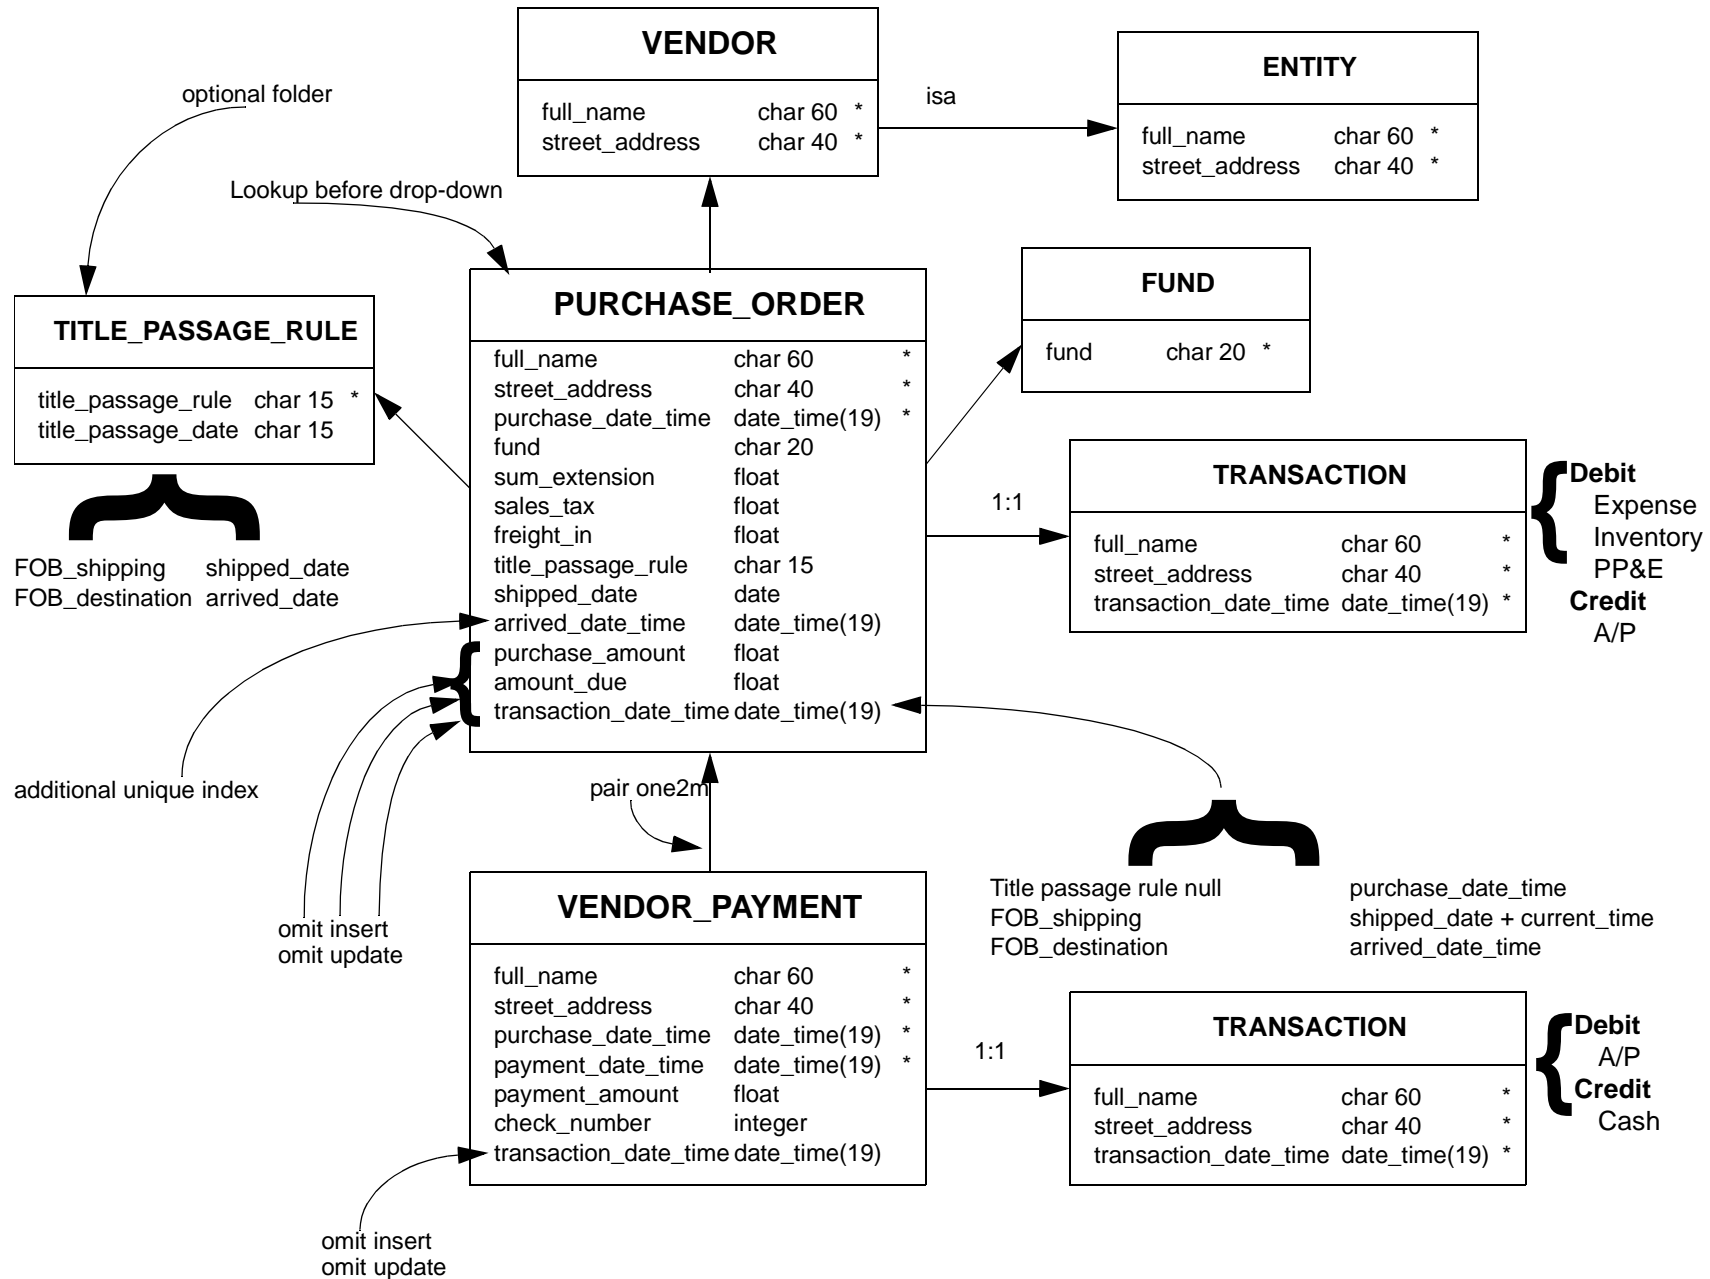 VENDOR
full_name char 60 *
street_address char 40 *
isa
ENTITY
full_name char 60 *
street_address char 40 *
optional folder
Lookup before drop-down
TITLE_PASSAGE_RULE
title_passage_rule char 15 *
title_passage_date char 15
FOB_shipping shipped_date
FOB_destination arrived_date
PURCHASE_ORDER
full_name char 60 *
street_address char 40 *
purchase_date_time date_time(19) *
fund char 20
sum_extension float
sales_tax float
freight_in float
title_passage_rule char 15
shipped_date date
arrived_date_time date_time(19)
purchase_amount float
amount_due float
transaction_date_time date_time(19)
FUND
fund char 20 *
1:1
TRANSACTION
full_name char 60 *
street_address char 40 *
transaction_date_time date_time(19) *
Debit
Expense
Inventory
PP&E
Credit
A/P
additional unique index
omit insert
omit update
pair one2m
Title passage rule null purchase_date_time
FOB_shipping shipped_date + current_time
FOB_destination arrived_date_time
VENDOR_PAYMENT
full_name char 60 *
street_address char 40 *
purchase_date_time date_time(19) *
payment_date_time date_time(19) *
payment_amount float
check_number integer
transaction_date_time date_time(19)
omit insert
omit update
1:1
TRANSACTION
full_name char 60 *
street_address char 40 *
transaction_date_time date_time(19) *
Debit
A/P
Credit
Cash